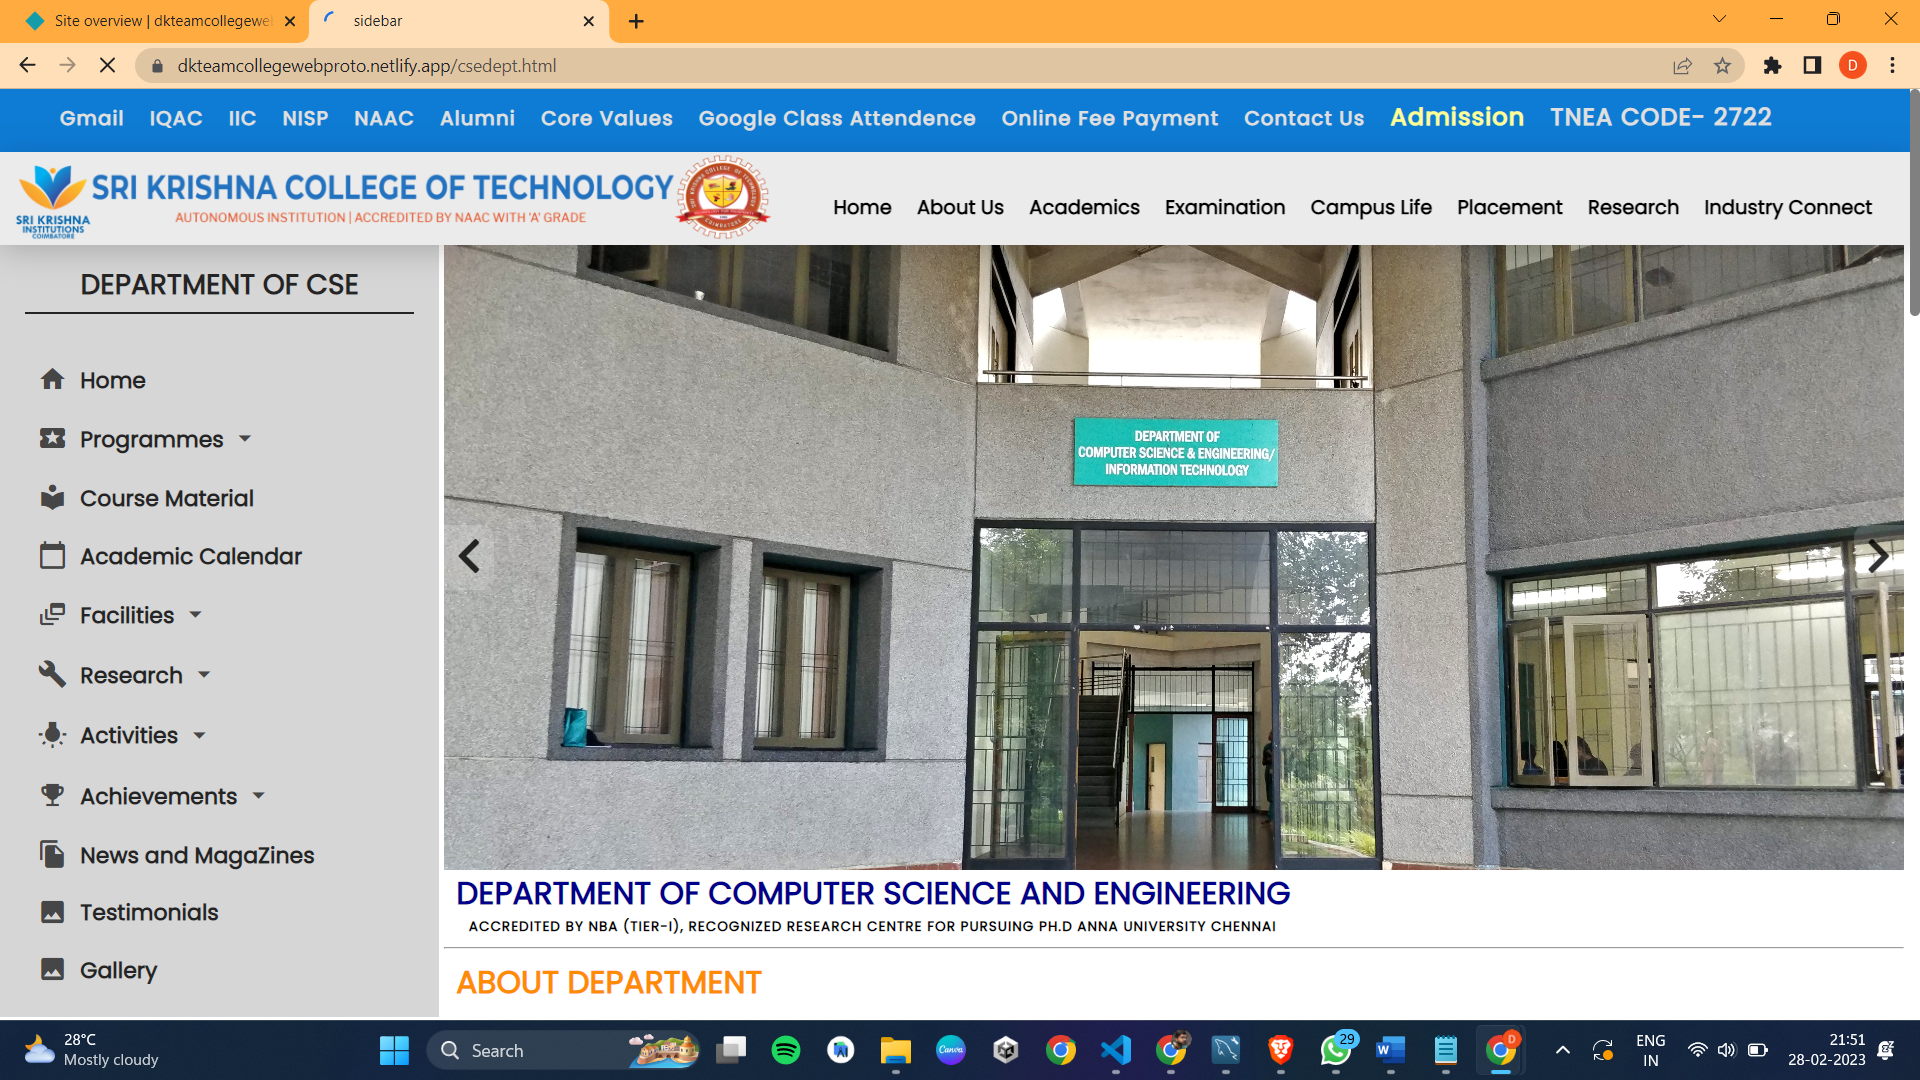 Site overview | dkteamcollegewe
sidebar
dkteamcollegewebproto.netlify.app/csedept.html
D
Gmail IQAC IIC NISP NAAC Alumni Core Values Google Class Attendence Online Fee Payment Contact Us Admission TNEA CODE- 2722
SRI KRISHNA INSTITUTIONS
COIMBATORE
SRI KRISHNA COLLEGE OF TECHNOLOGY
AUTONOMOUS INSTITUTION | ACCREDITED BY NAAC WITH 'A' GRADE
Home About Us Academics Examination Campus Life Placement Research Industry Connect
DEPARTMENT OF CSE
Home
Programmes
Course Material
Academic Calendar
Facilities
Research
Activities
Achievements
News and MagaZines
Testimonials
Gallery
DEPARTMENT OF
COMPUTER SCIENCE & ENGINEERING/
INFORMATION TECHNOLOGY
DEPARTMENT OF COMPUTER SCIENCE AND ENGINEERING
ACCREDITED BY NBA (TIER-I), RECOGNIZED RESEARCH CENTRE FOR PURSUING PH.D ANNA UNIVERSITY CHENNAI
ABOUT DEPARTMENT
28°C
Mostly cloudy
Search
Canva
29
W
D
ENG
IN
21:51
28-02-2023